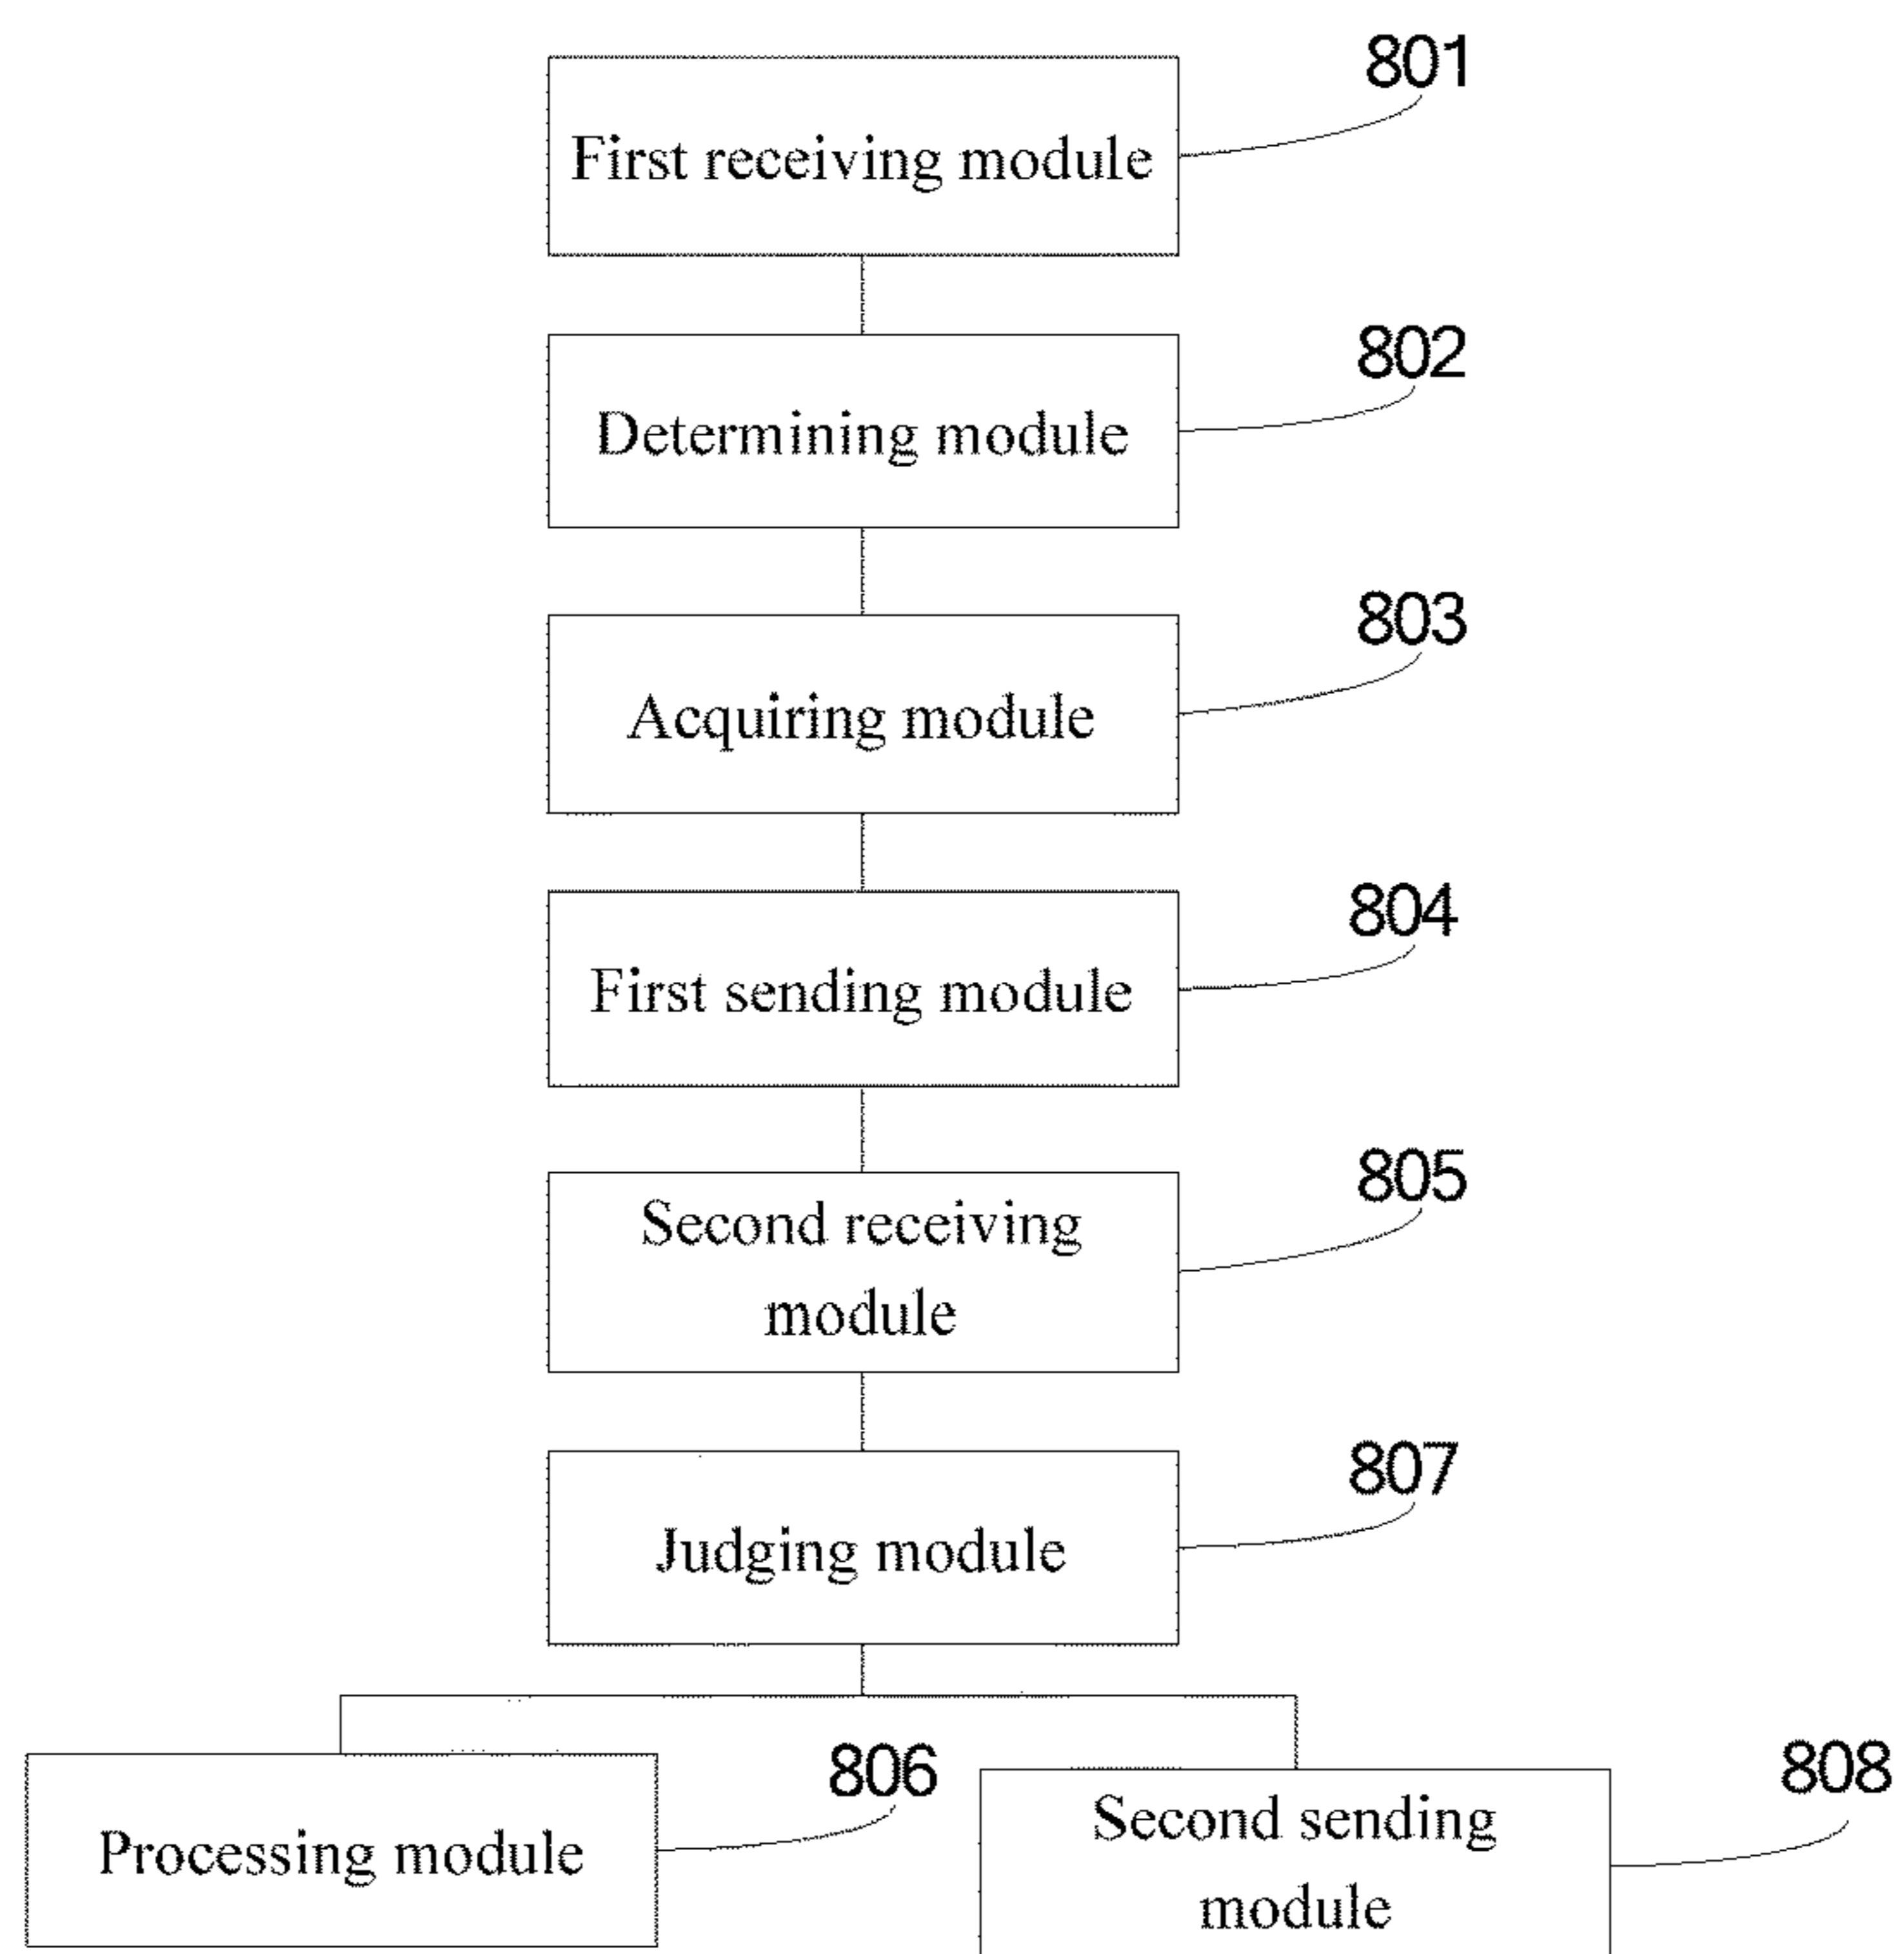 801
First receiving module
802
Determining module
803
Acquiring module
804
First sending module
805
Second receiving
module
807
Judging module
806
Processing module
808
Second sending
module